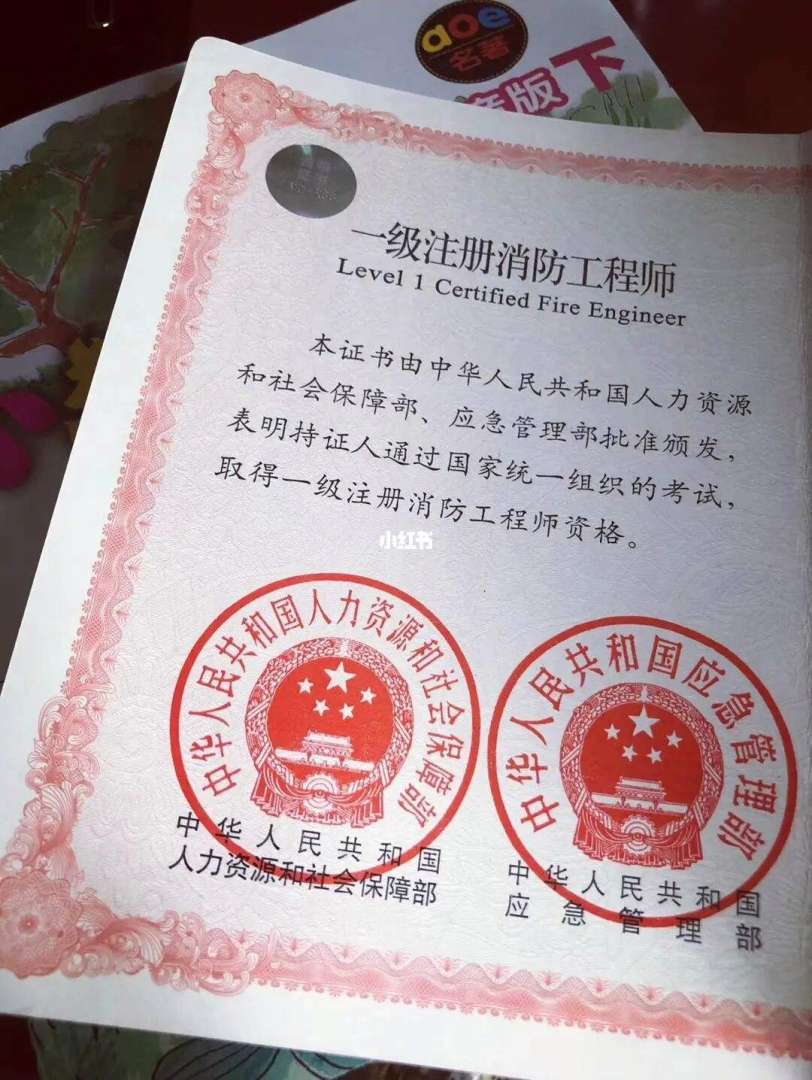 aoe
名著
版 下
一级注册消防工程师
Level 1 Certified Fire Engineer
本证书由中华人民共和国人力资源
和社会保障部、应急管理部批准颁发，
表明持证人通过国家统一组织的考试，
取得一级注册消防工程师资格。
小红书
中华人民共和国人力资源和社会保障部
中华人民共和国应急管理部
中华人民共和国
人力资源和社会保障部
中华人民共和国
应急管理部